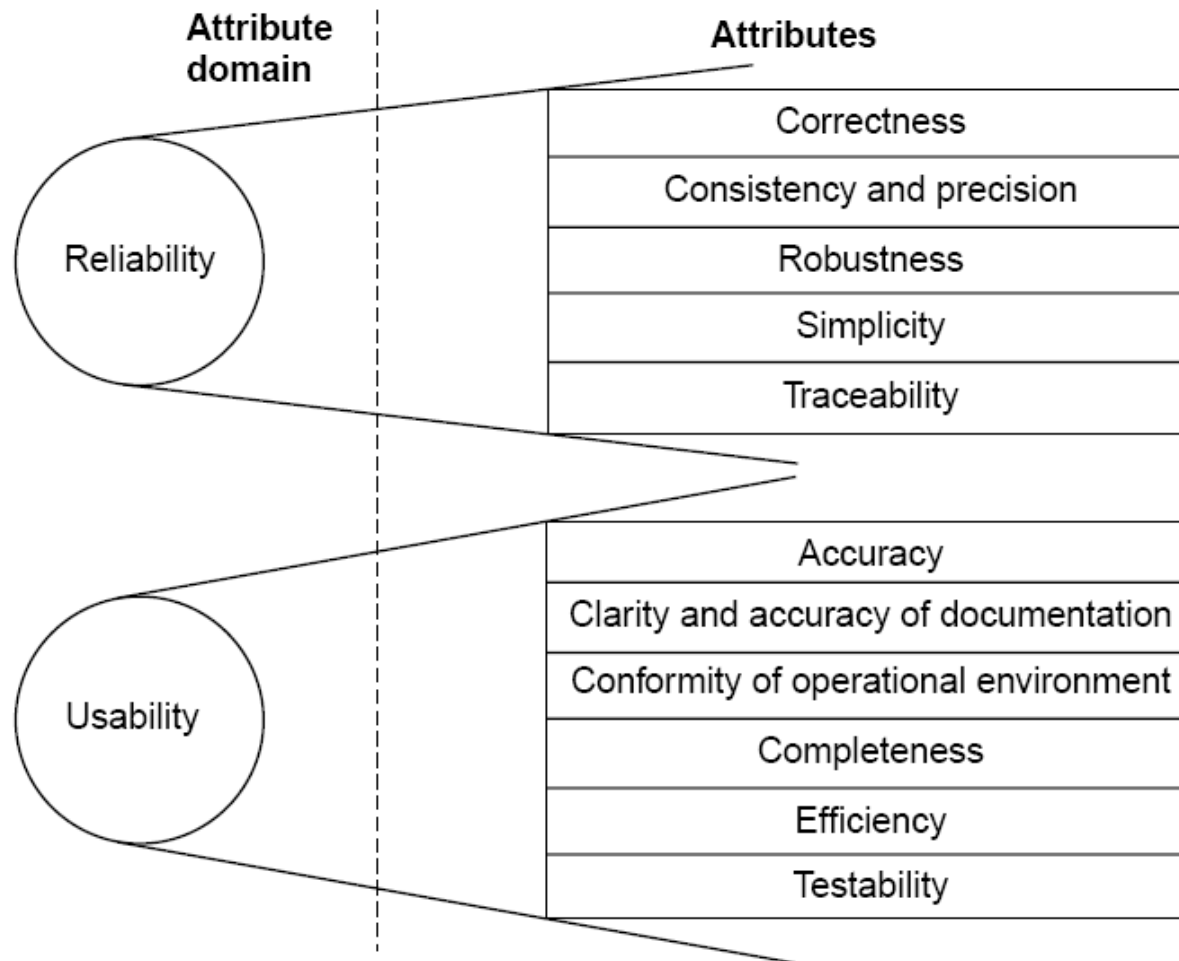 Attribute
domain
Attributes
Reliability
Correctness
Consistency and precision
Robustness
Simplicity
Traceability
Usability
Accuracy
Clarity and accuracy of documentation
Conformity of operational environment
Completeness
Efficiency
Testability